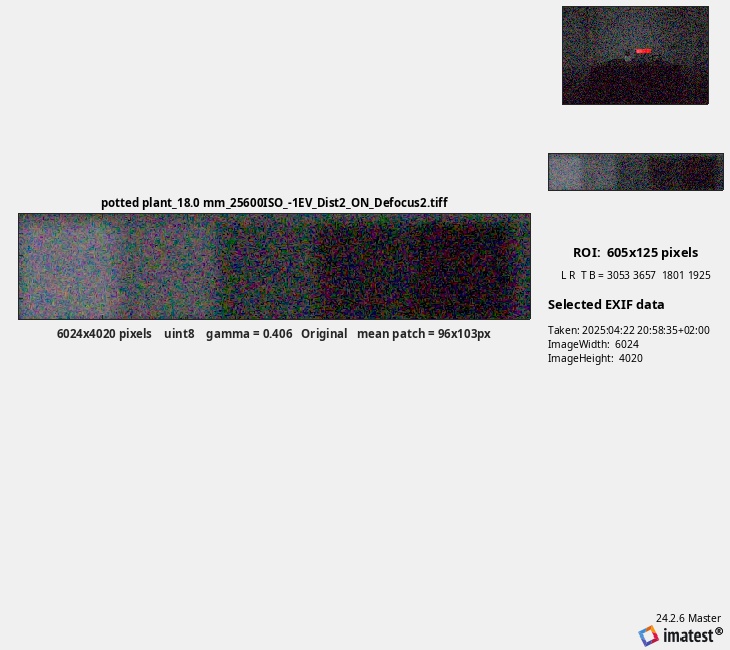 potted plant_18.0 mm_25600ISO_-1EV_Dist2_ON_Defocus2.tiff
6024x4020 pixels    uint8    gamma = 0.406   Original   mean patch = 96x103px
ROI:  605x125 pixels
L R  T B = 3053 3657  1801 1925
Selected EXIF data
Taken: 2025:04:22 20:58:35+02:00
ImageWidth:  6024
ImageHeight:  4020
24.2.6 Master
imatest®